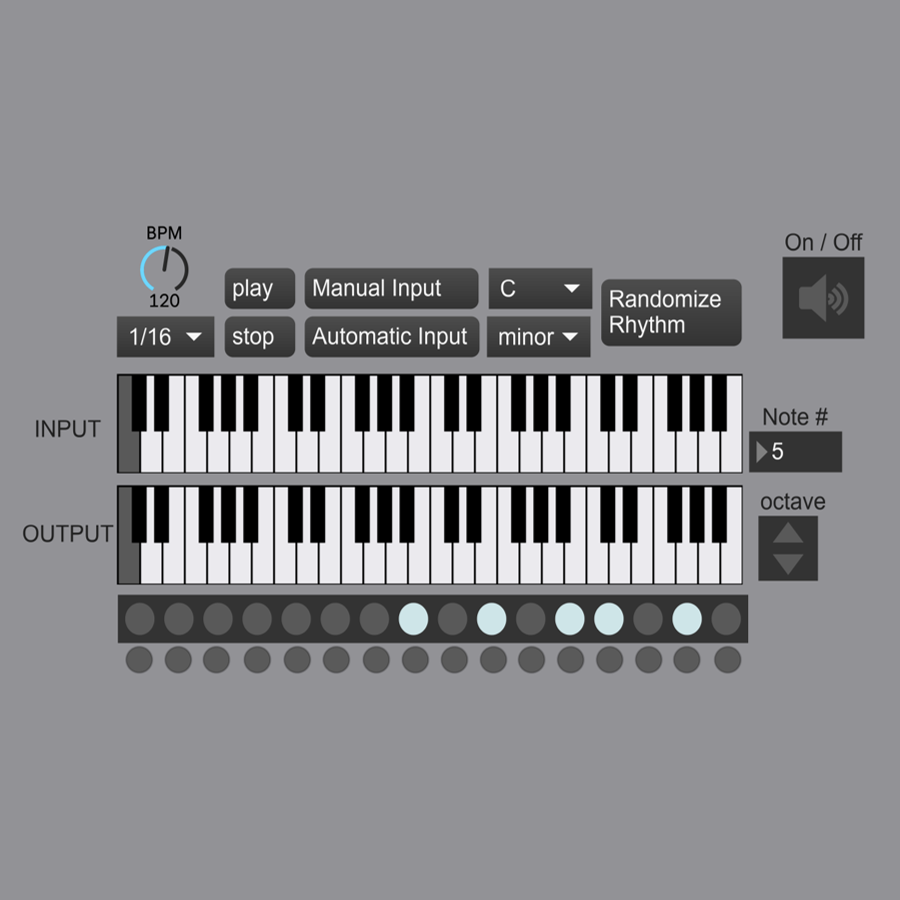 BPM
120
On / Off
play
Manual Input
C
Randomize
Rhythm
1/16
stop
Automatic Input
minor
INPUT
Note #
5
OUTPUT
octave